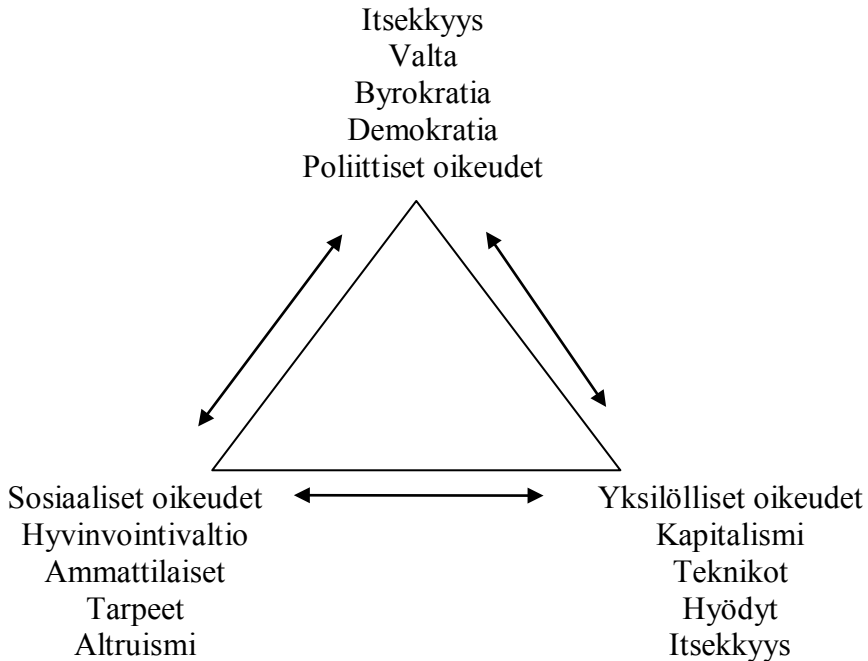 Itsekkyys
Valta
Byrokratia
Demokratia
Poliittiset oikeudet
Sosiaaliset oikeudet
Hyvinvointivaltio
Ammattilaiset
Tarpeet
Altruismi
Yksilölliset oikeudet
Kapitalismi
Teknikot
Hyödyt
Itsekkyys